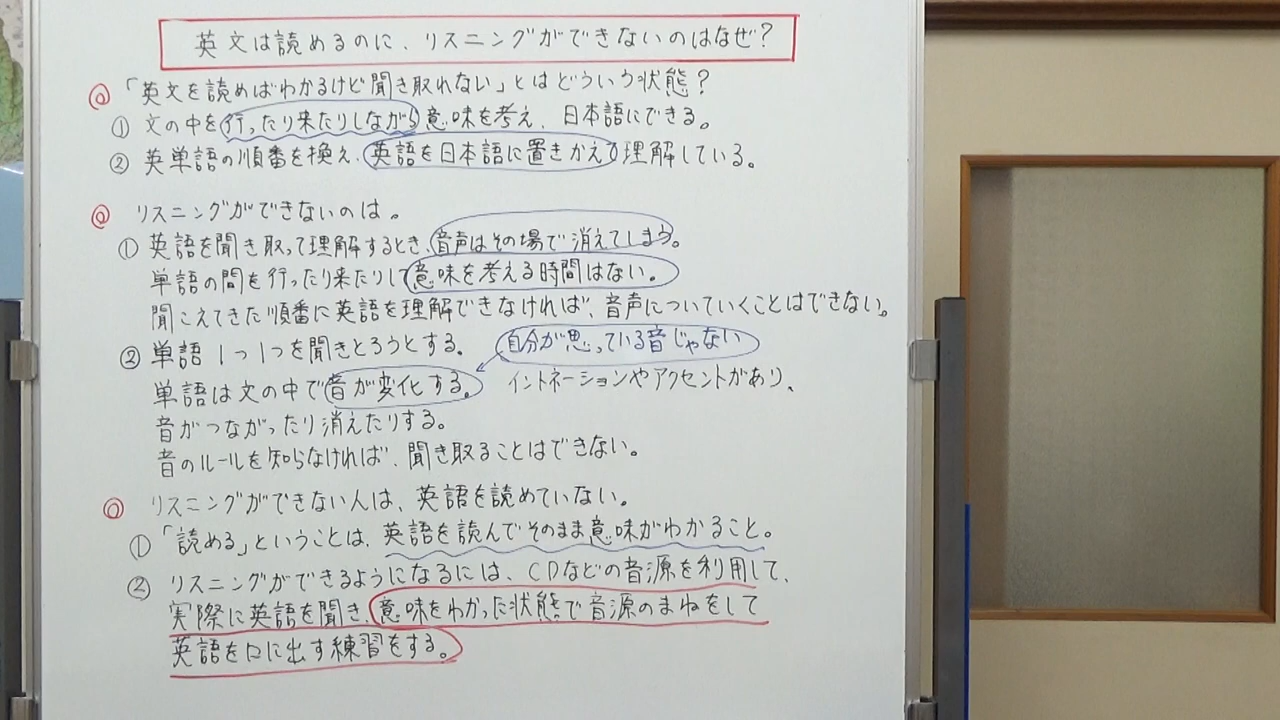 英文は読めるのに、リスニングができないのはなぜ？
◎「英文を読めばわかるけど聞き取れない」とはどういう状態？
① 文の中を行ったり来たりしながら意味を考え、日本語にできる。
② 英単語の順番を換え、英語を日本語に置きかえて理解している。
◎ リスニングができないのは。
① 英語を聞き取って理解するとき、音声はその場で消えてしまう。
単語の間を行ったり来たりして意味を考える時間はない。
聞こえてきた順番に英語を理解できなければ、音声についていくことはできない。
② 単語1つ1つを聞きとろうとする。 自分が思っている音じゃない
単語は文の中で音が変化する。 イントネーションやアクセントがあり、
音がつながったり消えたりする。
音のルールを知らなければ、聞き取ることはできない。
◎ リスニングができない人は、英語を読めていない。
① 「読める」ということは、英語を読んでそのまま意味がわかること。
② リスニングができるようになるには、CDなどの音源を利用して、
実際に英語を聞き、意味をわかった状態で音源のまねをして
英語を口に出す練習をする。